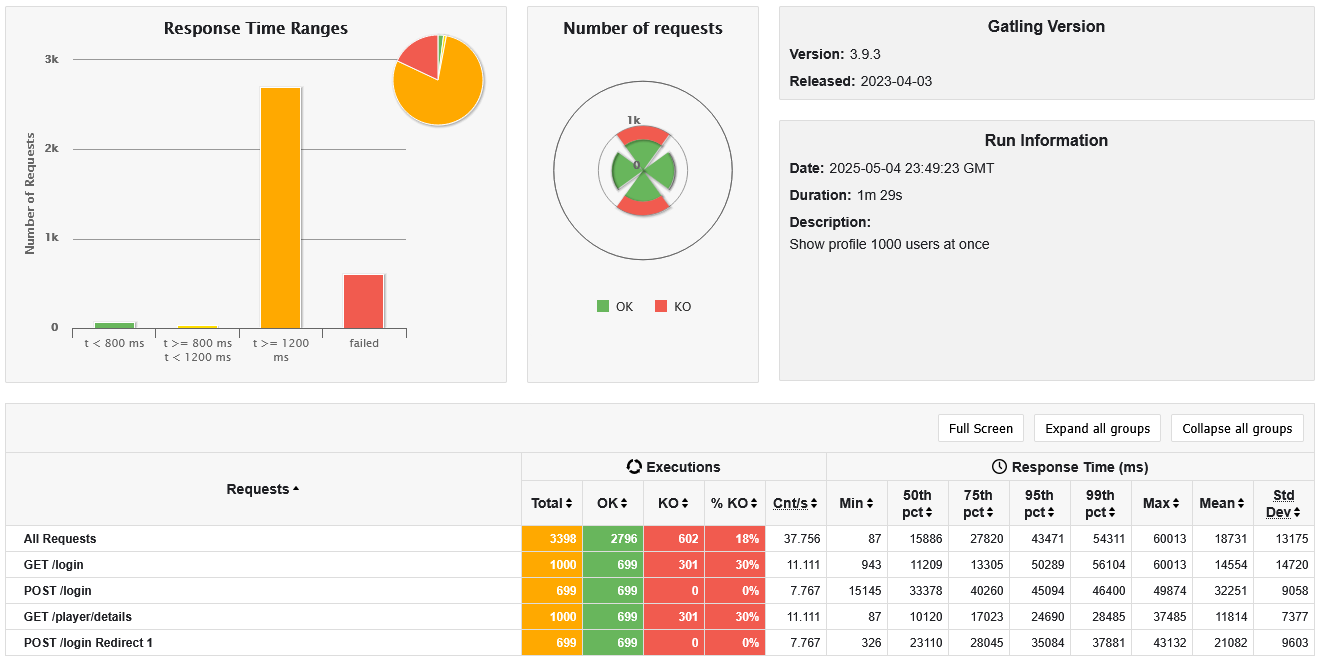 Response Time Ranges
3k
2k
1k
0
Number of Requests
t < 800 ms
t >= 800 ms
t < 1200 ms
t >= 1200
ms
failed
Number of requests
1k
0
OK
KO
Gatling Version
Version: 3.9.3
Released: 2023-04-03
Run Information
Date: 2025-05-04 23:49:23 GMT
Duration: 1m 29s
Description:
Show profile 1000 users at once
Full Screen Expand all groups Collapse all groups
Requests
Executions
Response Time (ms)
Total OK KO % KO Cnt/s Min 50th pct 75th pct 95th pct 99th pct Max Mean Std Dev
All Requests 3398 2796 602 18% 37.756 87 15886 27820 43471 54311 60013 18731 13175
GET /login 1000 699 301 30% 11.111 943 11209 13305 50289 56104 60013 14554 14720
POST /login 699 699 0 0% 7.767 15145 33378 40260 45094 46400 49874 32251 9058
GET /player/details 1000 699 301 30% 11.111 87 10120 17023 24690 28485 37485 11814 7377
POST /login Redirect 1 699 699 0 0% 7.767 326 23110 28045 35084 37881 43132 21082 9603